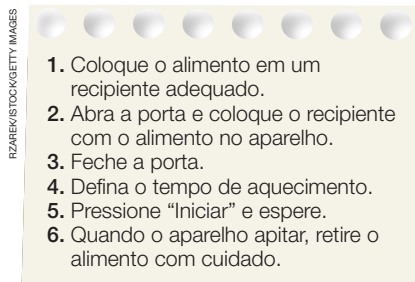 RZAREK/ISTOCK/GETTY IMAGES
1. Coloque o alimento em um
recipiente adequado.
2. Abra a porta e coloque o recipiente
com o alimento no aparelho.
3. Feche a porta.
4. Defina o tempo de aquecimento.
5. Pressione “Iniciar” e espere.
6. Quando o aparelho apitar, retire o
alimento com cuidado.